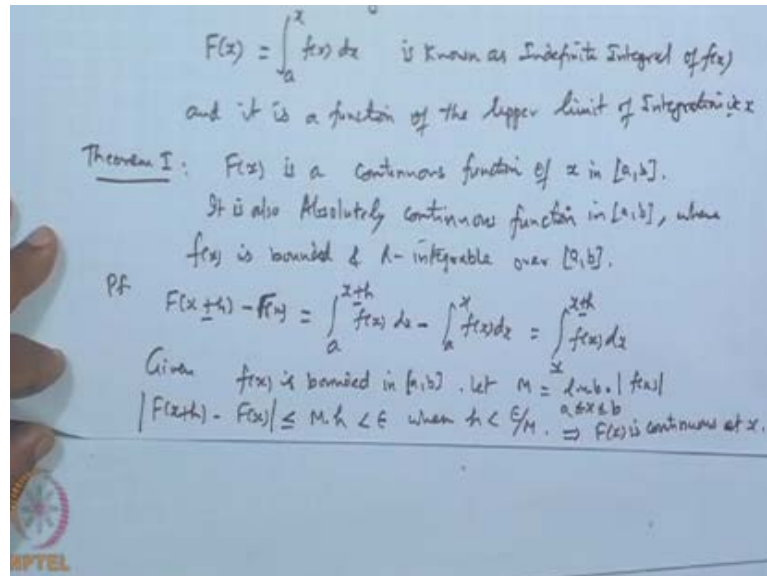 F(x) = ∫_a^x f(x) dx is known as Indefinite Integral of f(x)
and it is a function of the Upper limit of Integration i.e. x
Theorem I : F(x) is a continuous function of x in [a,b].
It is also Absolutely continuous function in [a,b], where
f(x) is bounded & R-integrable over [a,b].
Pf F(x±h) - F(x) = ∫_a^{x±h} f(x) dx - ∫_a^x f(x) dx = ∫_x^{x±h} f(x) dx
Given f(x) is bounded in [a,b]. Let M = l.u.b. |f(x)|
a≤x≤b
|F(x+h) - F(x)| ≤ M.h < ε when h < ε/M. ⇒ F(x) is continuous at x.
NPTEL